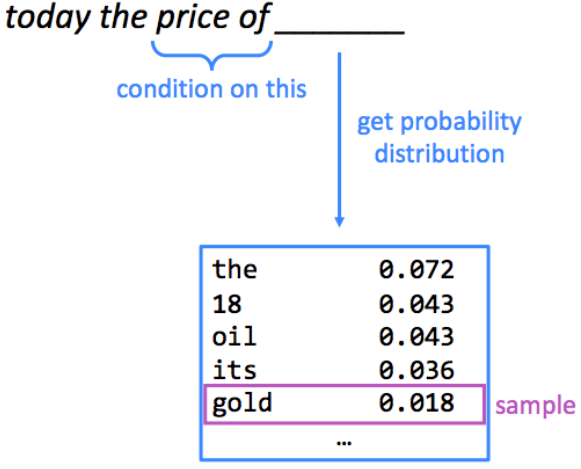 today the price of _______
condition on this
get probability
distribution
the 0.072
18 0.043
oil 0.043
its 0.036
gold 0.018
sample
…